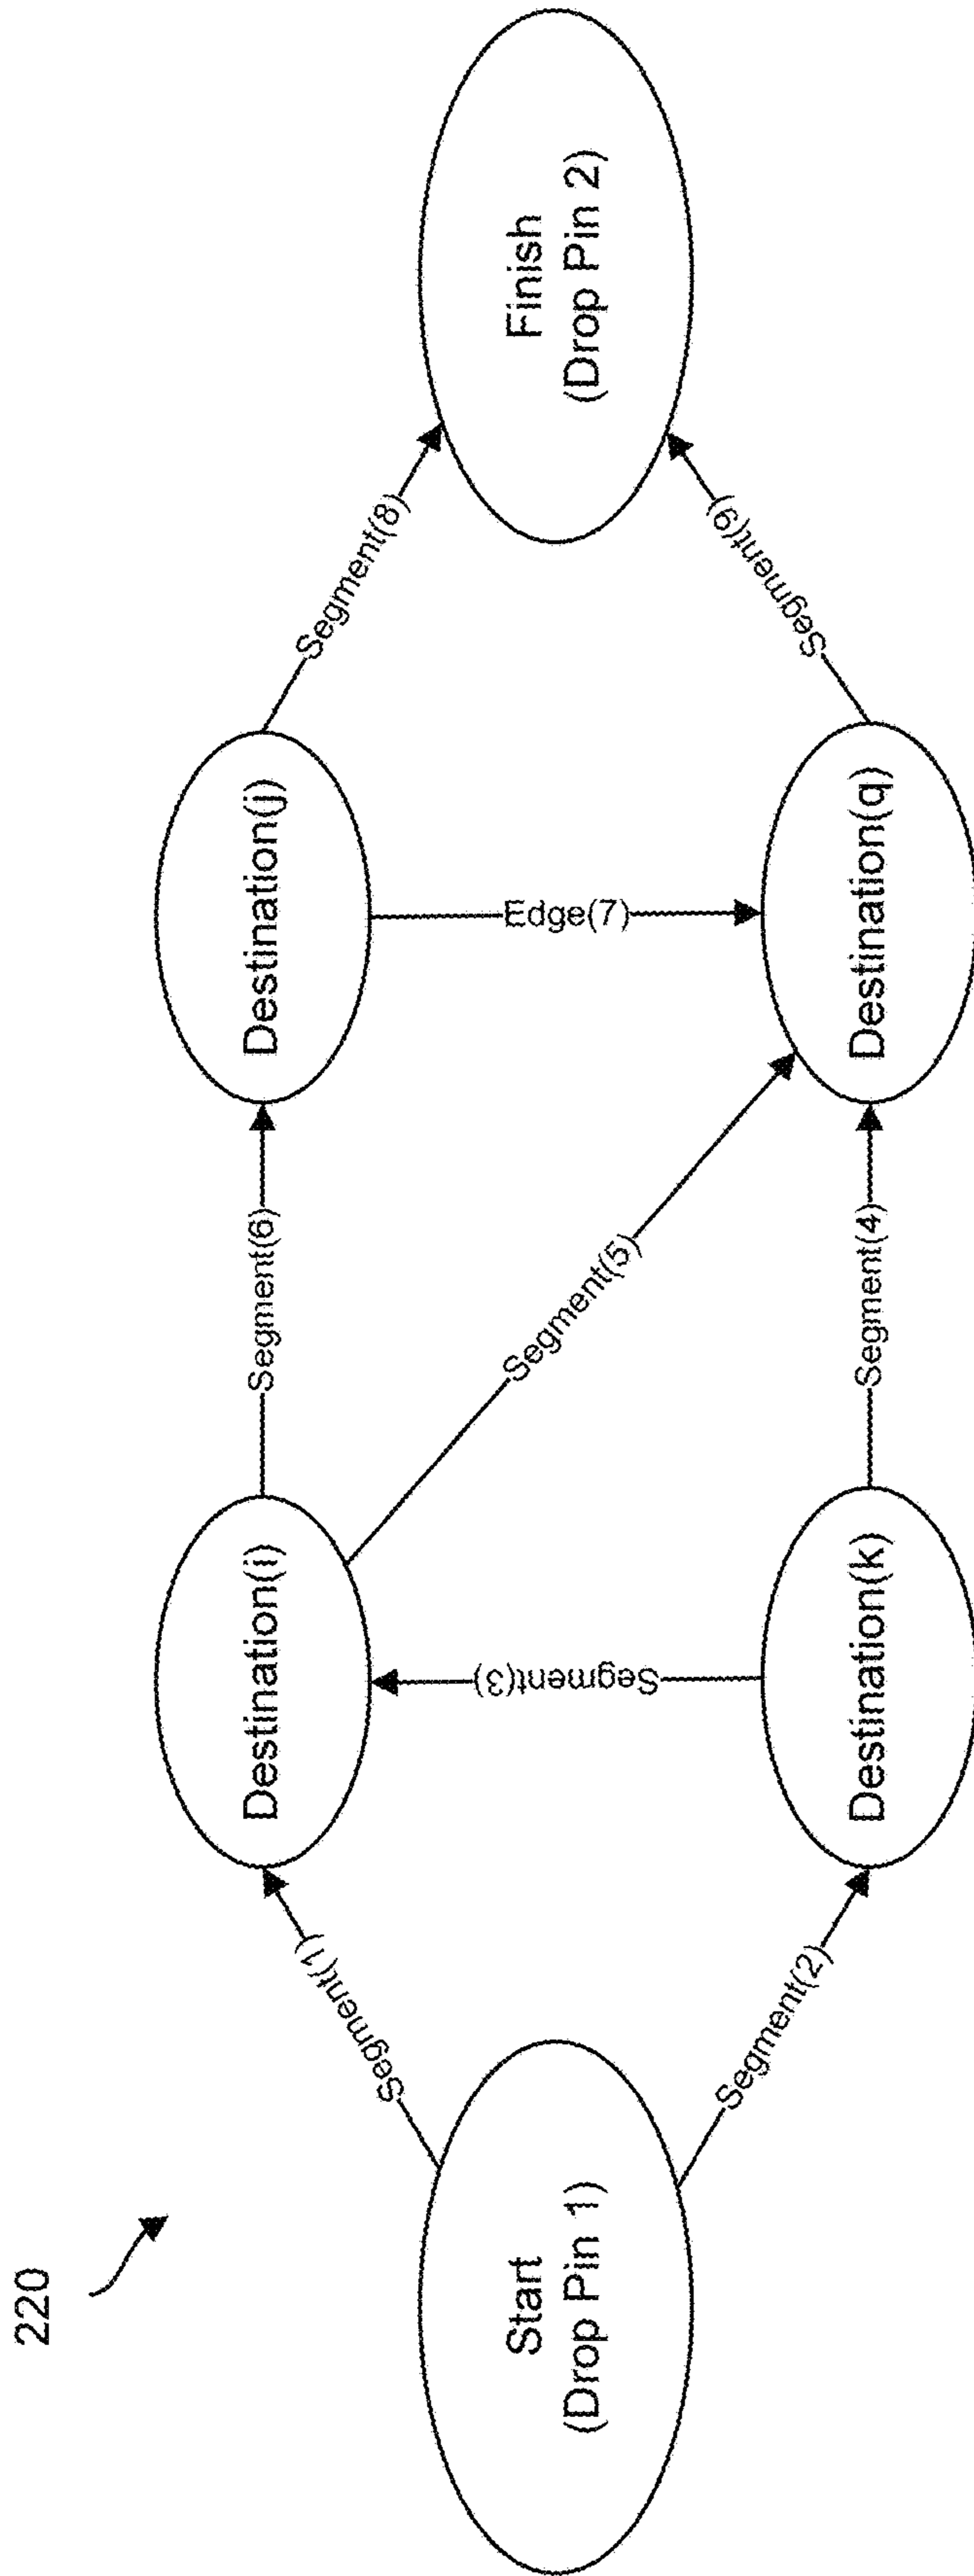 220
Start
(Drop Pin 1)
Segment(1)
Segment(2)
Destination(i)
Destination(k)
Segment(3)
Segment(6)
Segment(5)
Segment(4)
Destination(j)
Destination(q)
Edge(7)
Segment(8)
Segment(9)
Finish
(Drop Pin 2)